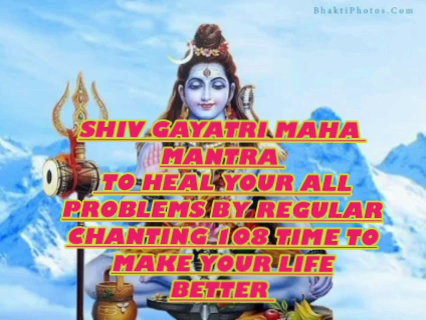 BhaktiPhotos.Com
SHIV GAYATRI MAHA
MANTRA
TO HEAL YOUR ALL
PROBLEMS BY REGULAR
CHANTING 108 TIME TO
MAKE YOUR LIFE
BETTER